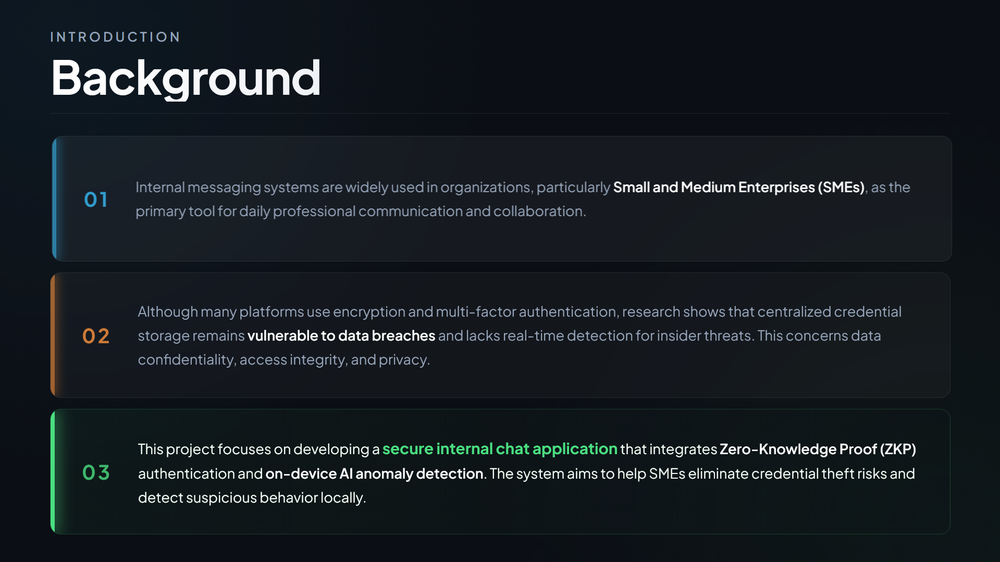 INTRODUCTION
Background
01
Internal messaging systems are widely used in organizations, particularly Small and Medium Enterprises (SMEs), as the
primary tool for daily professional communication and collaboration.
02
Although many platforms use encryption and multi-factor authentication, research shows that centralized credential
storage remains vulnerable to data breaches and lacks real-time detection for insider threats. This concerns data
confidentiality, access integrity, and privacy.
03
This project focuses on developing a secure internal chat application that integrates Zero-Knowledge Proof (ZKP)
authentication and on-device AI anomaly detection. The system aims to help SMEs eliminate credential theft risks and
detect suspicious behavior locally.